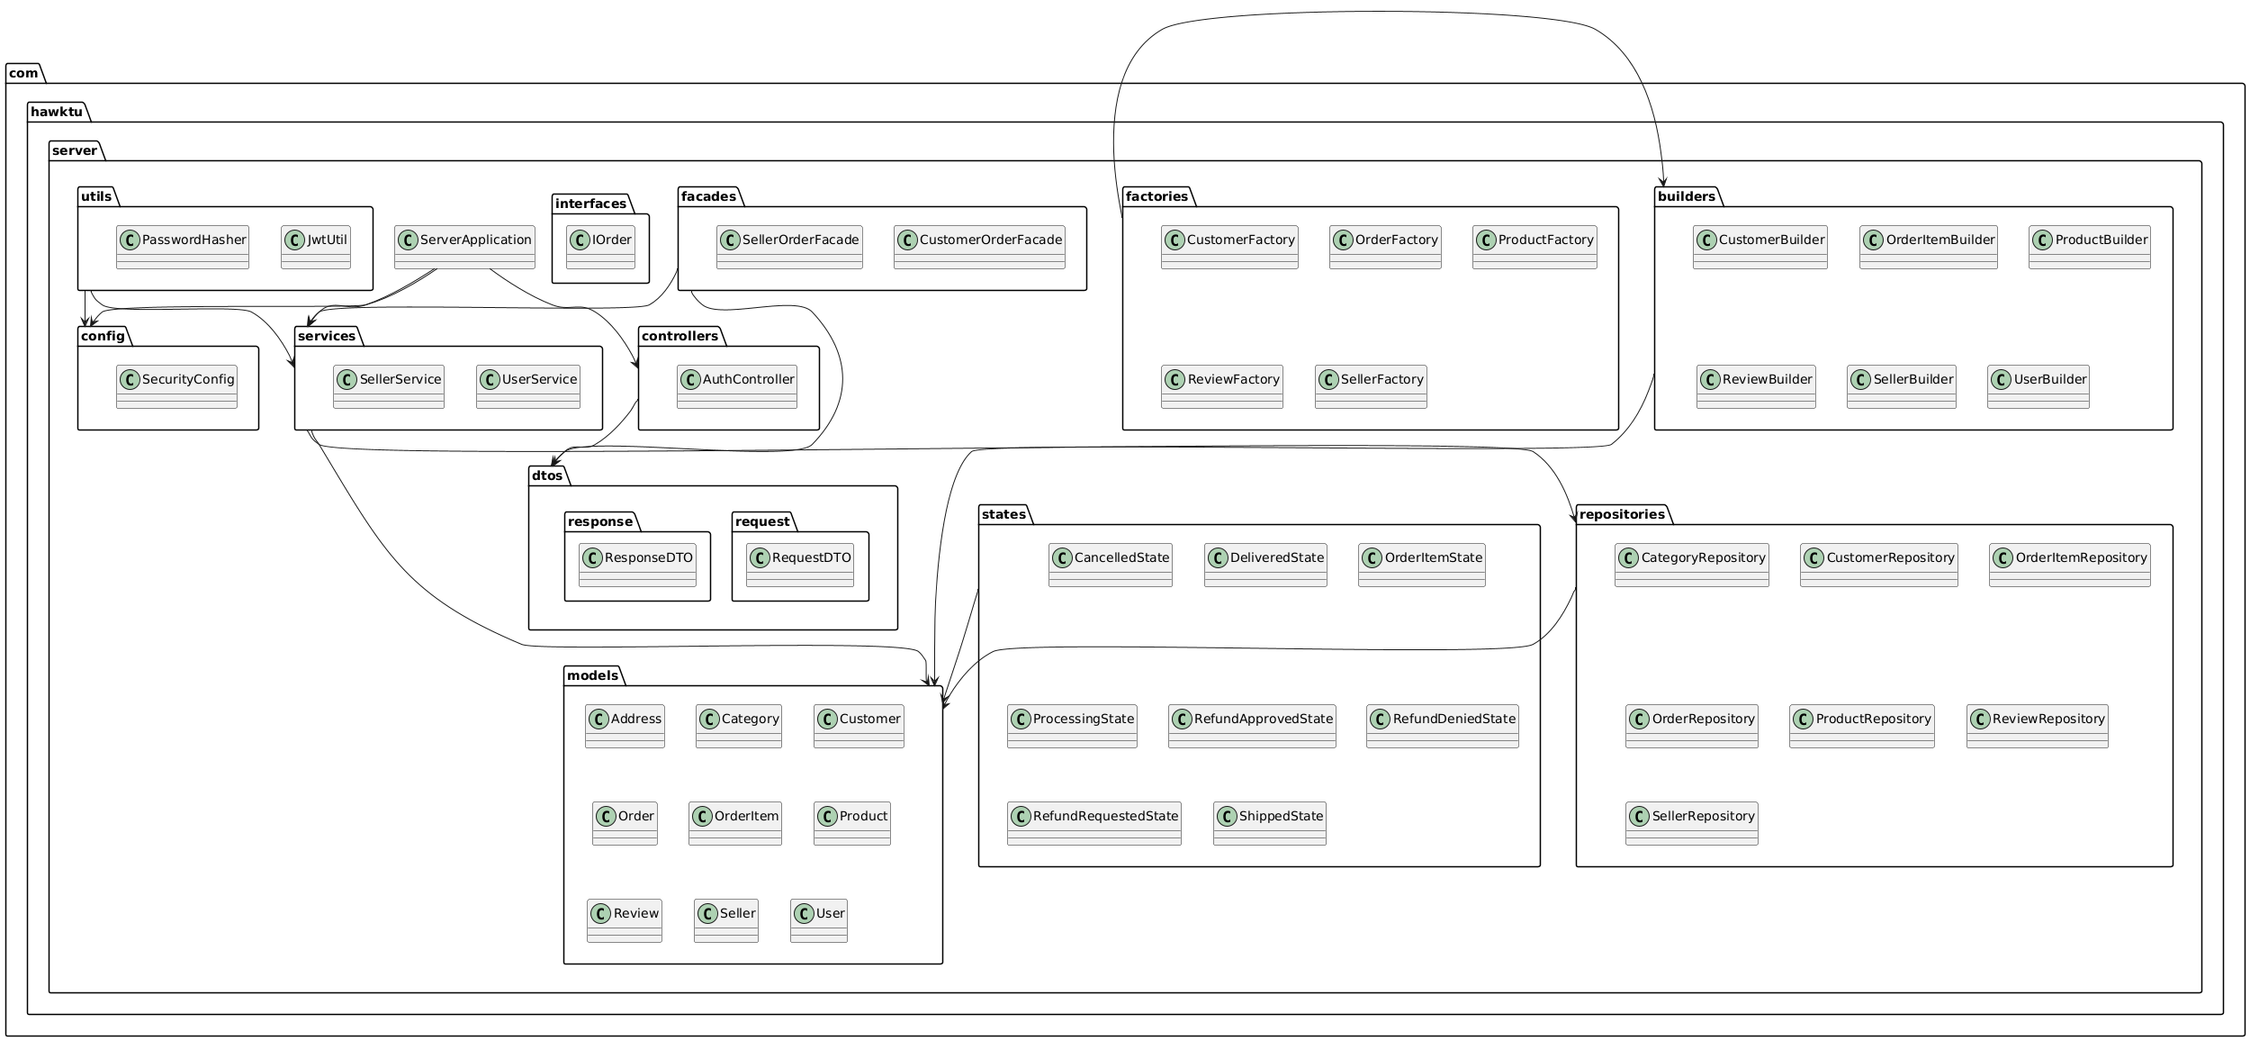 com
hawktu
server
utils
C PasswordHasher
C JwtUtil
C ServerApplication
interfaces
C IOrder
facades
C SellerOrderFacade
C CustomerOrderFacade
factories
C CustomerFactory
C OrderFactory
C ProductFactory
C ReviewFactory
C SellerFactory
builders
C CustomerBuilder
C OrderItemBuilder
C ProductBuilder
C ReviewBuilder
C SellerBuilder
C UserBuilder
config
C SecurityConfig
services
C SellerService
C UserService
controllers
C AuthController
dtos
response
C ResponseDTO
request
C RequestDTO
states
C CancelledState
C DeliveredState
C OrderItemState
C ProcessingState
C RefundApprovedState
C RefundDeniedState
C RefundRequestedState
C ShippedState
repositories
C CategoryRepository
C CustomerRepository
C OrderItemRepository
C OrderRepository
C ProductRepository
C ReviewRepository
C SellerRepository
models
C Address
C Category
C Customer
C Order
C OrderItem
C Product
C Review
C Seller
C User